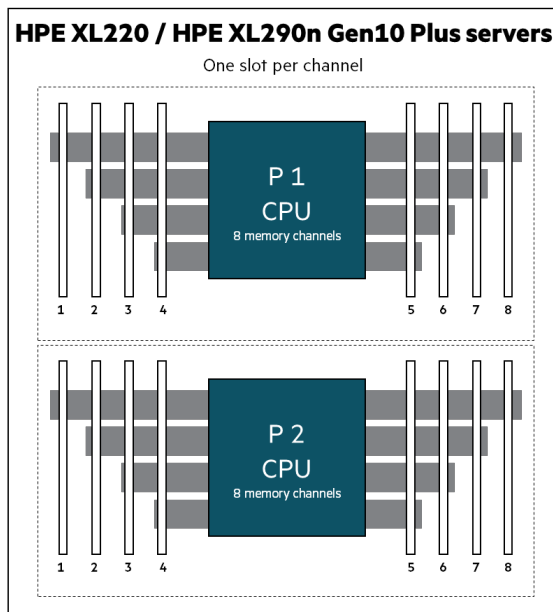 HPE XL220 / HPE XL290n Gen10 Plus servers
One slot per channel
P 1
CPU
8 memory channels
1 2 3 4 5 6 7 8
P 2
CPU
8 memory channels
1 2 3 4 5 6 7 8